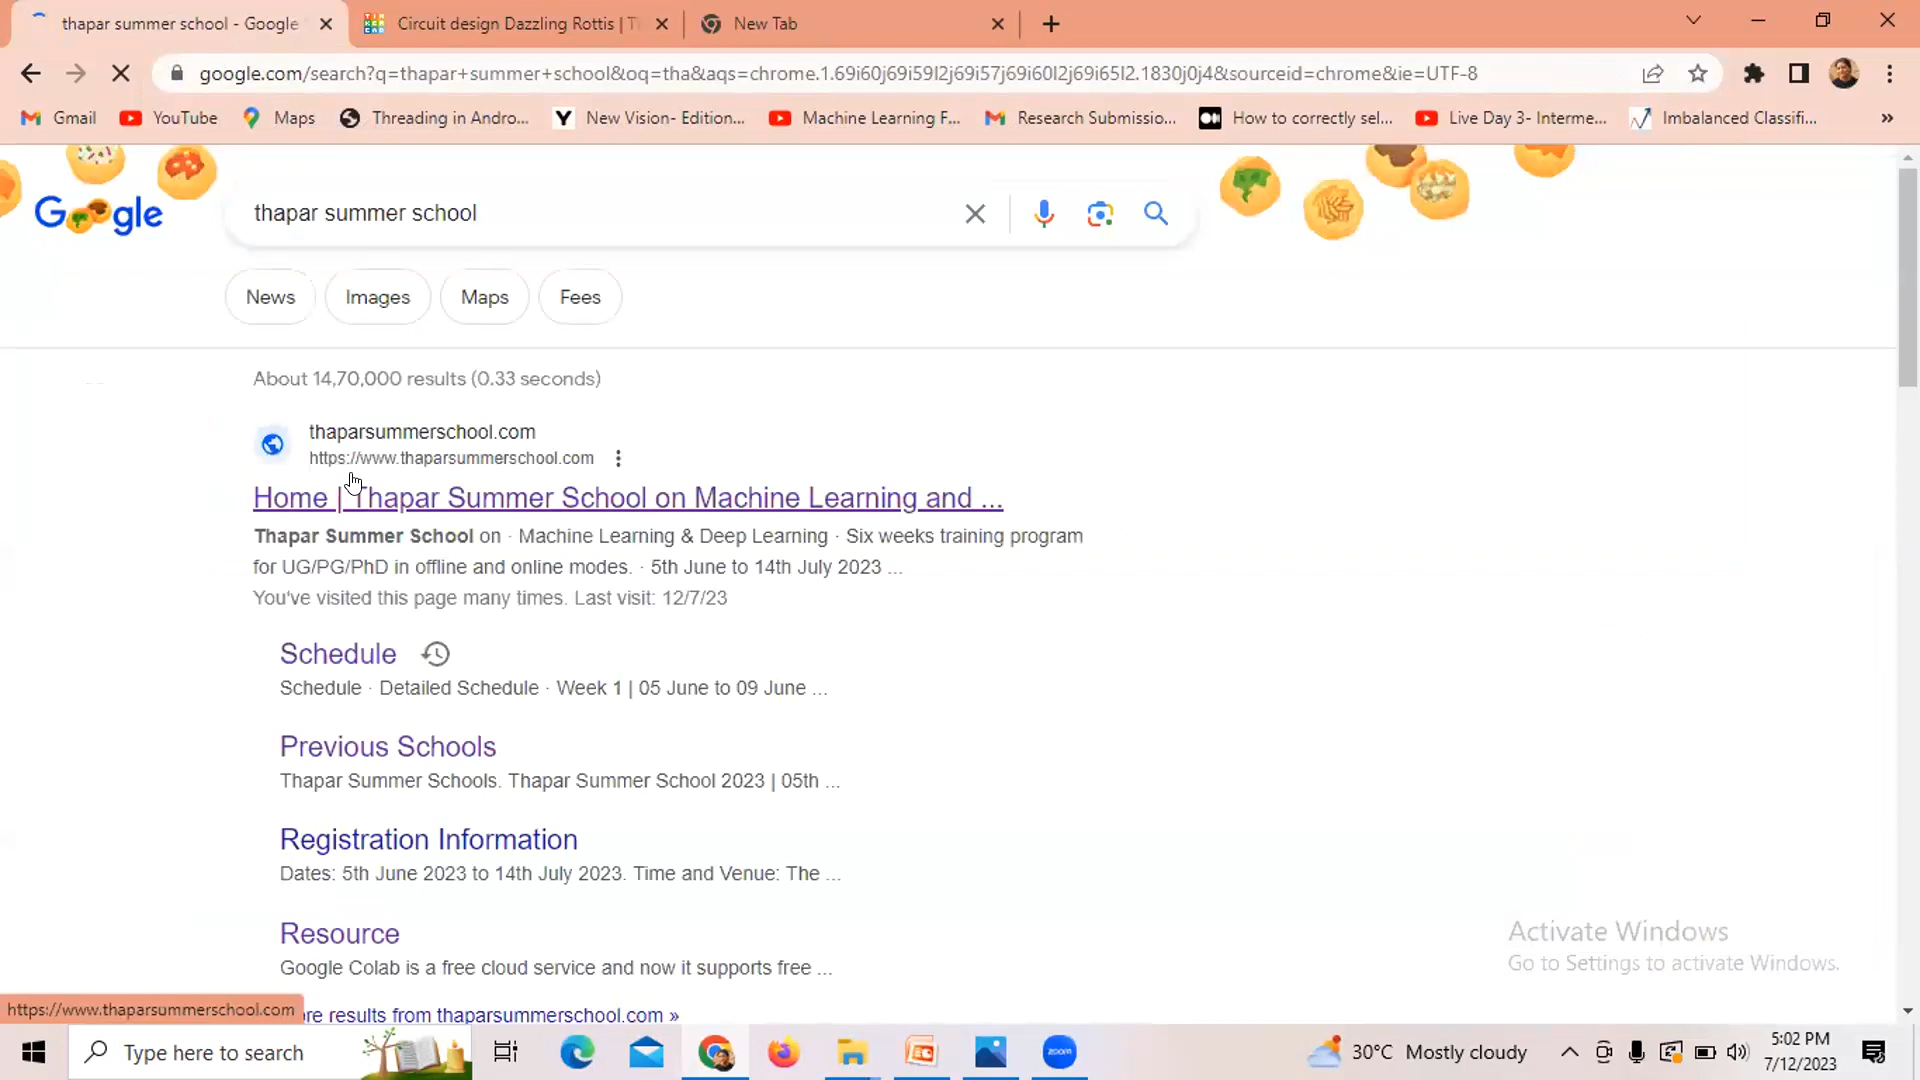 thapar summer school - Google
Circuit design Dazzling Rottis | Ti
New Tab
google.com/search?q=thapar+summer+school&oq=tha&aqs=chrome.1.69i60j69i59l2j69i57j69i60l2j69i65l2.1830j0j4&sourceid=chrome&ie=UTF-8
Gmail
YouTube
Maps
Threading in Andro...
New Vision- Edition...
Machine Learning F...
Research Submissio...
How to correctly sel...
Live Day 3- Interme...
Imbalanced Classifi...
»
Google
thapar summer school
News
Images
Maps
Fees
About 14,70,000 results (0.33 seconds)
thaparsummerschool.com
https://www.thaparsummerschool.com
Home | Thapar Summer School on Machine Learning and ...
Thapar Summer School on · Machine Learning & Deep Learning · Six weeks training program
for UG/PG/PhD in offline and online modes. · 5th June to 14th July 2023 ...
You've visited this page many times. Last visit: 12/7/23
Schedule
Schedule · Detailed Schedule · Week 1 | 05 June to 09 June ...
Previous Schools
Thapar Summer Schools. Thapar Summer School 2023 | 05th ...
Registration Information
Dates: 5th June 2023 to 14th July 2023. Time and Venue: The ...
Resource
Google Colab is a free cloud service and now it supports free ...
Activate Windows
Go to Settings to activate Windows.
https://www.thaparsummerschool.com
ore results from thaparsummerschool.com »
Type here to search
zoom
30°C Mostly cloudy
5:02 PM
7/12/2023